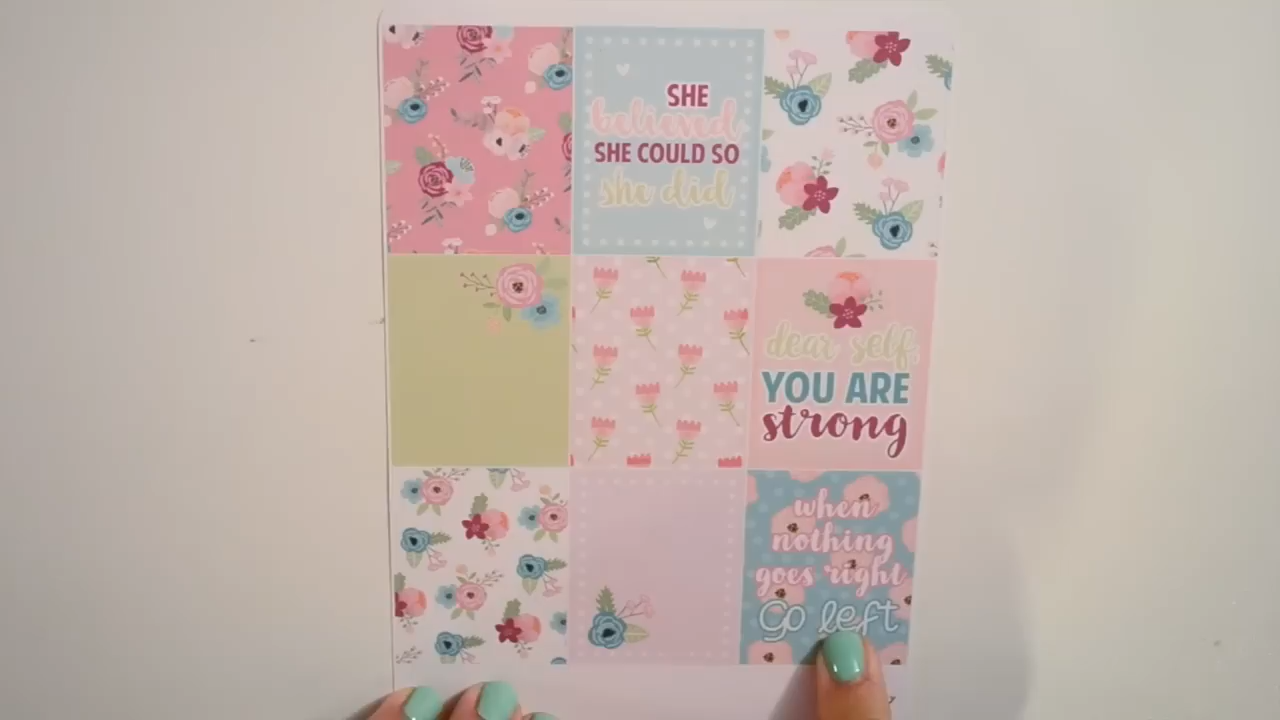 SHE
believed
SHE COULD SO
she did
dear self,
YOU ARE
strong
when
nothing
goes right
Go left